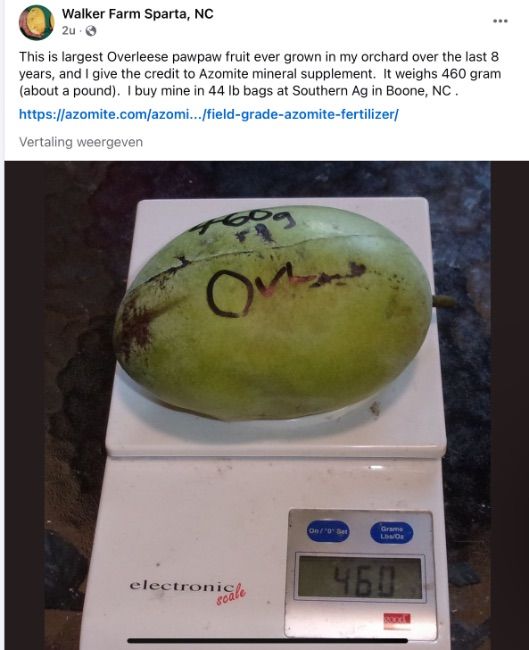 Walker Farm Sparta, NC
2u ·
This is largest Overleese pawpaw fruit ever grown in my orchard over the last 8
years, and I give the credit to Azomite mineral supplement. It weighs 460 gram
(about a pound). I buy mine in 44 lb bags at Southern Ag in Boone, NC .
https://azomite.com/azomi.../field-grade-azomite-fertilizer/
Vertaling weergeven
460g
On / "0" Set
Grams
Lbs/Oz
460
electronic
scale